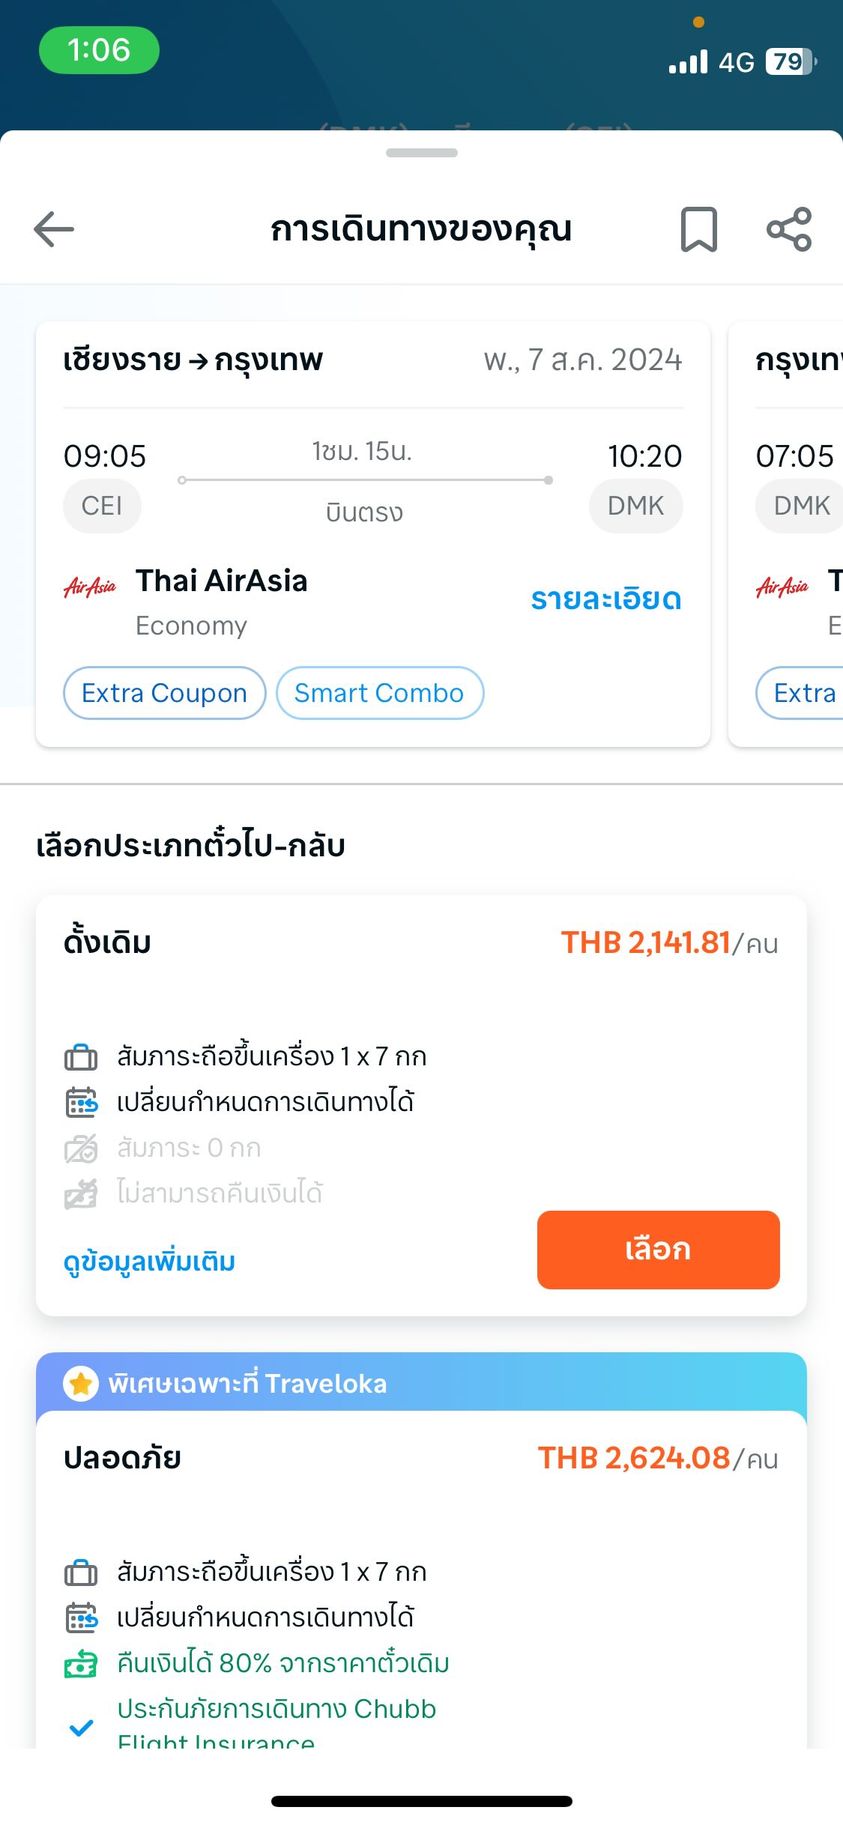 1:06
4G 79
การเดินทางของคุณ
เชียงราย → กรุงเทพ
พ., 7 ส.ค. 2024
09:05
1ชม. 15น.
10:20
CEI
บินตรง
DMK
AirAsia
Thai AirAsia
Economy
รายละเอียด
Extra Coupon
Smart Combo
07:05
DMK
AirAsia
Extra
เลือกประเภทตั๋วไป-กลับ
ดั้งเดิม
THB 2,141.81/คน
สัมภาระถือขึ้นเครื่อง 1 x 7 กก
เปลี่ยนกำหนดการเดินทางได้
สัมภาระ 0 กก
ไม่สามารถคืนเงินได้
ดูข้อมูลเพิ่มเติม
เลือก
พิเศษเฉพาะที่ Traveloka
ปลอดภัย
THB 2,624.08/คน
สัมภาระถือขึ้นเครื่อง 1 x 7 กก
เปลี่ยนกำหนดการเดินทางได้
คืนเงินได้ 80% จากราคาตั๋วเดิม
ประกันภัยการเดินทาง Chubb
Flight Insurance